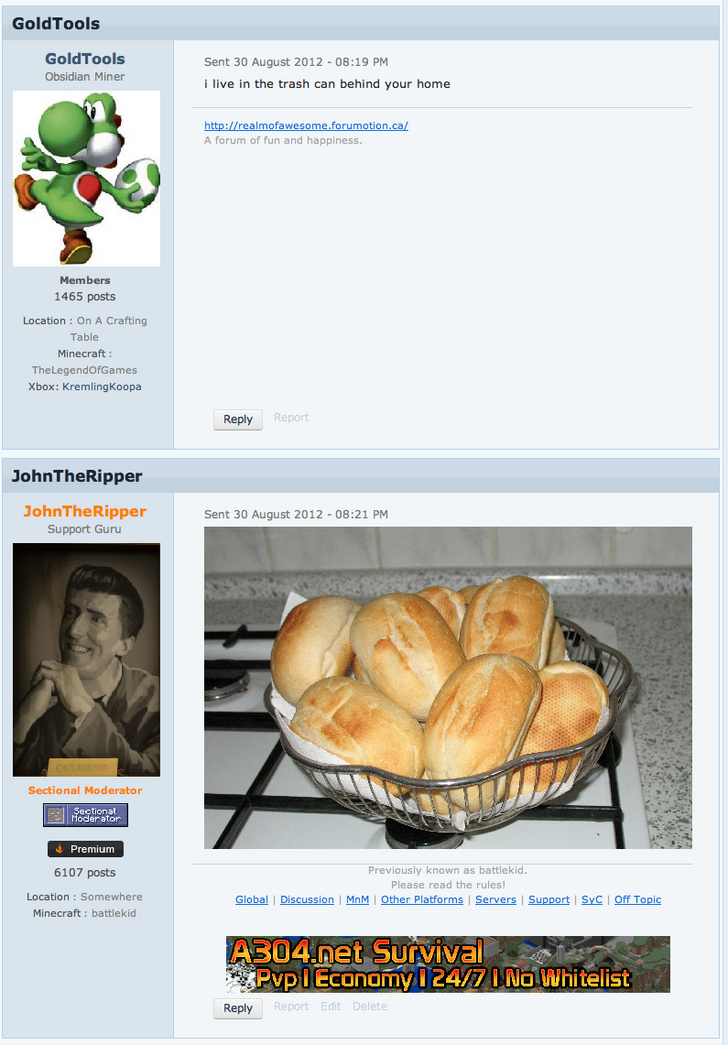 GoldTools
GoldTools
Obsidian Miner
Members
1465 posts
Location : On A Crafting
Table
Minecraft :
TheLegendOfGames
Xbox: KremlingKoopa
Sent 30 August 2012 - 08:19 PM
i live in the trash can behind your home
http://realmofawesome.forumotion.ca/
A forum of fun and happiness.
Reply Report
JohnTheRipper
JohnTheRipper
Support Guru
CAVE JOHNSON
Sectional Moderator
Sectional
Moderator
Premium
6107 posts
Location : Somewhere
Minecraft : battlekid
Sent 30 August 2012 - 08:21 PM
Previously known as battlekid.
Please read the rules!
Global | Discussion | MnM | Other Platforms | Servers | Support | SyC | Off Topic
A304.net Survival
Pvp | Economy | 24/7 | No Whitelist
Reply Report Edit Delete